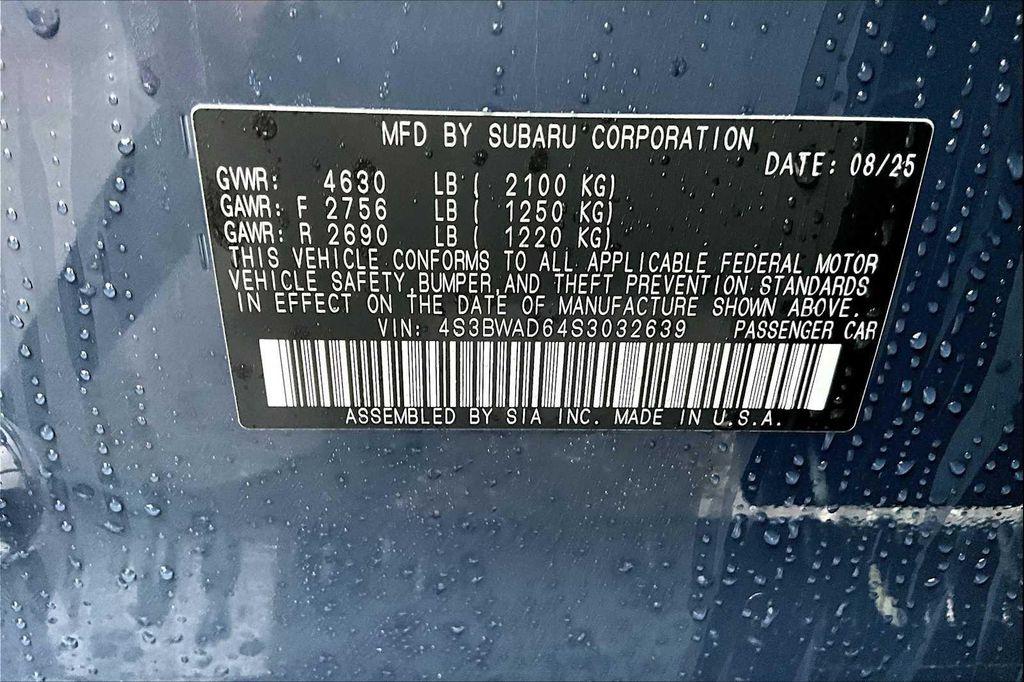 MFD BY SUBARU CORPORATION
DATE: 08/25
GVWR: 4630 LB ( 2100 KG)
GAWR: F 2756 LB ( 1250 KG)
GAWR: R 2690 LB ( 1220 KG)
THIS VEHICLE CONFORMS TO ALL APPLICABLE FEDERAL MOTOR
VEHICLE SAFETY, BUMPER, AND THEFT PREVENTION STANDARDS
IN EFFECT ON THE DATE OF MANUFACTURE SHOWN ABOVE.
VIN: 4S3BWAD64S3032639 PASSENGER CAR
ASSEMBLED BY SIA INC. MADE IN U.S.A.